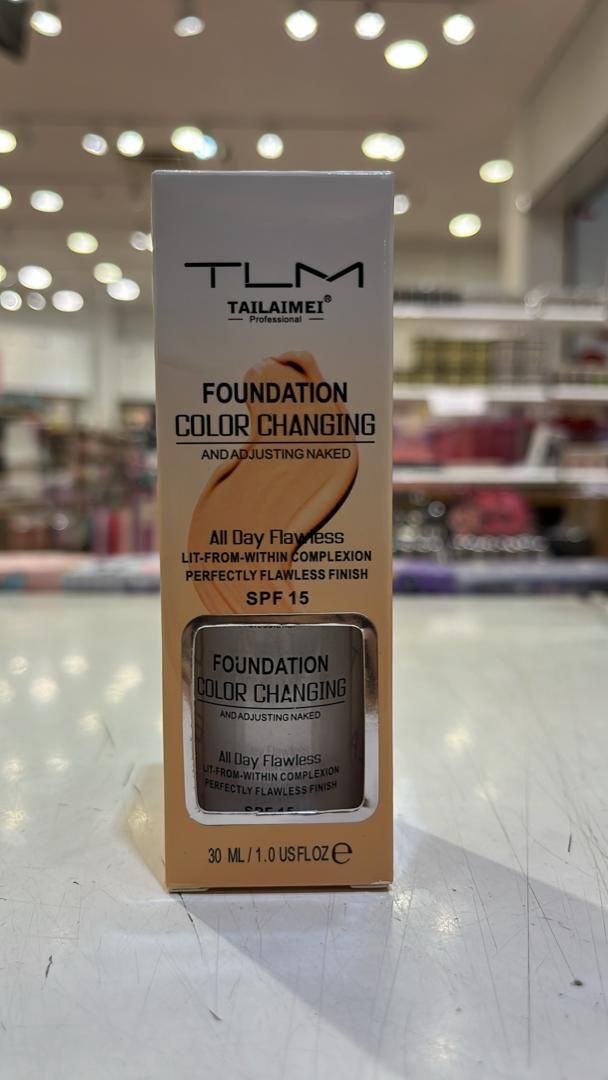 TLM
TAILAIMEI®
Professional
FOUNDATION
COLOR CHANGING
AND ADJUSTING NAKED
All Day Flawless
LIT-FROM-WITHIN COMPLEXION
PERFECTLY FLAWLESS FINISH
SPF 15
FOUNDATION
COLOR CHANGING
AND ADJUSTING NAKED
All Day Flawless
LIT-FROM-WITHIN COMPLEXION
PERFECTLY FLAWLESS FINISH
SPF 15
30 ML / 1.0 US FL OZ ℮